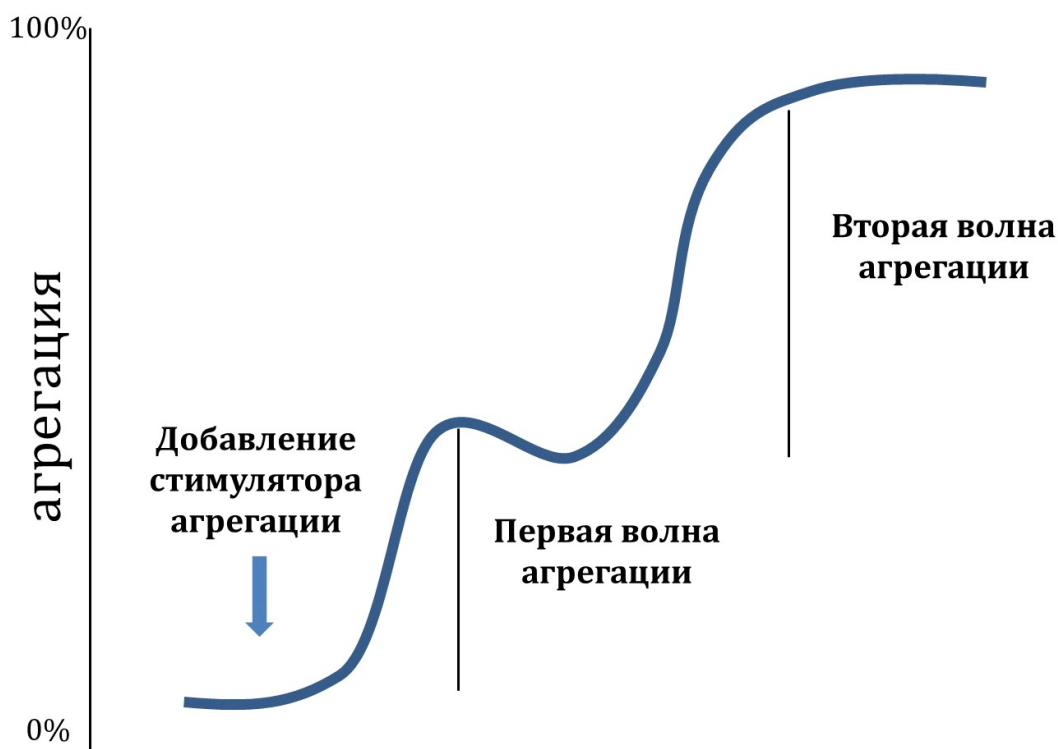 100%
агрегация
Добавление
стимулятора
агрегации
Первая волна
агрегации
Вторая волна
агрегации
0%